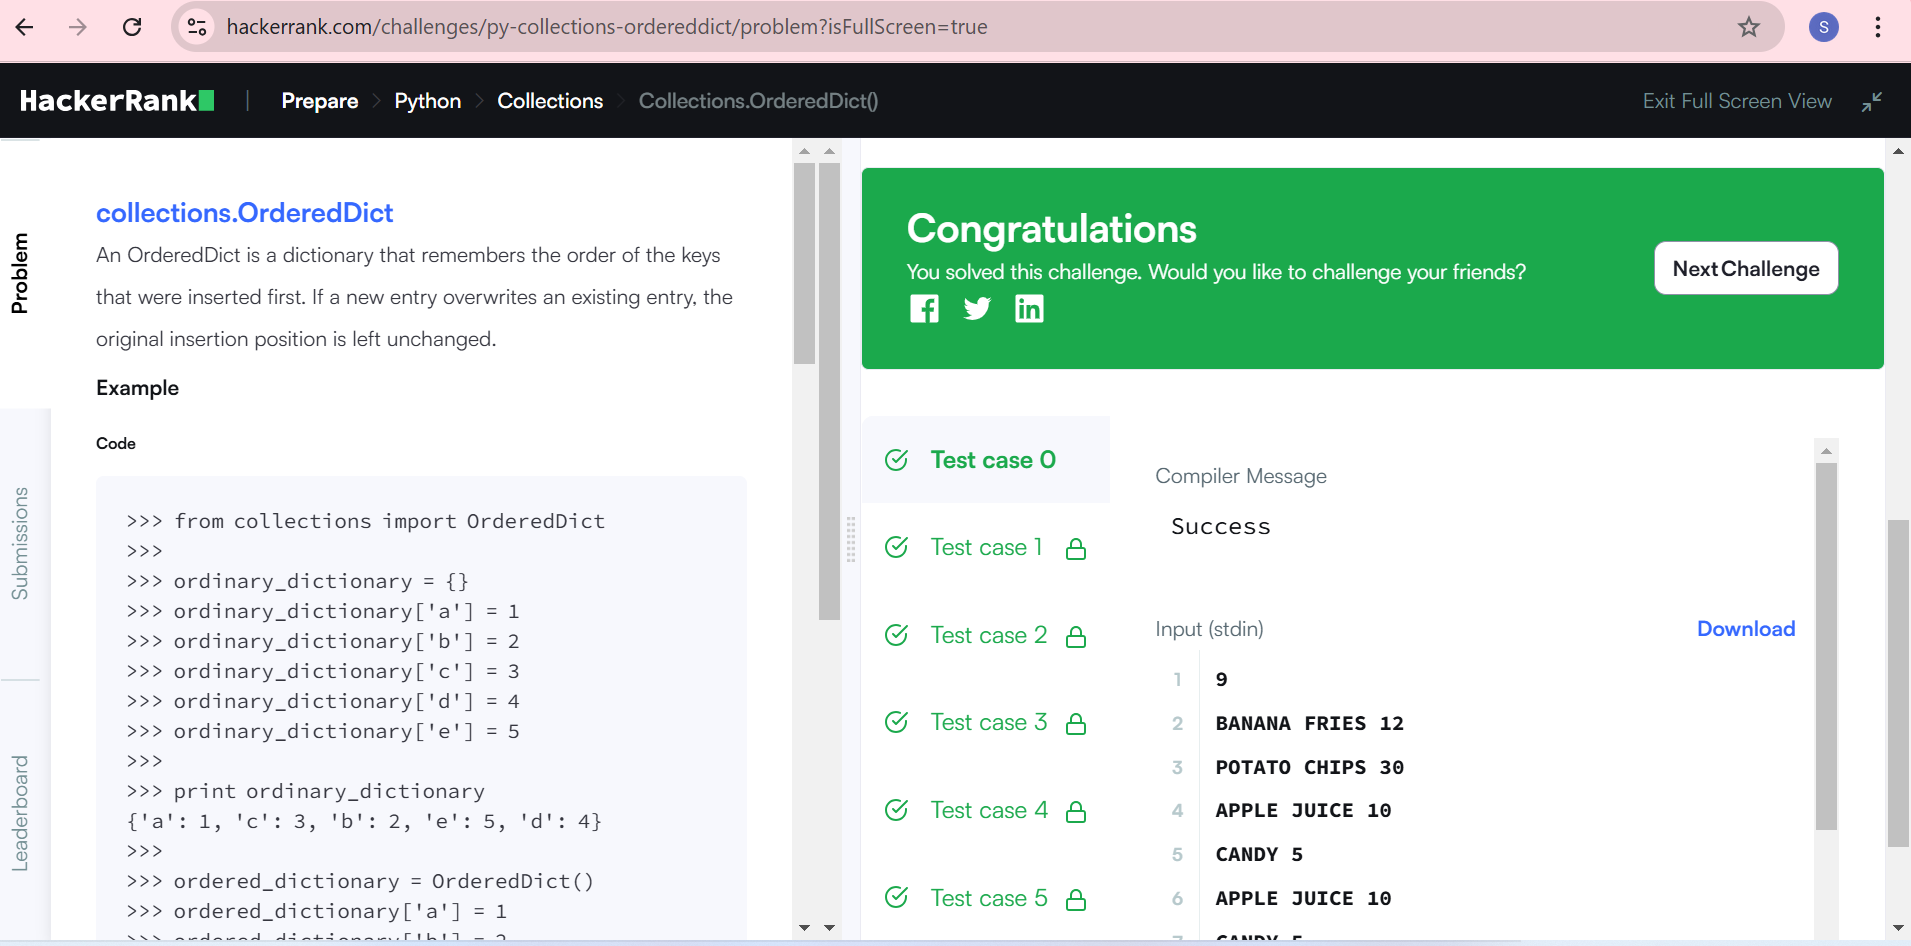 hackerrank.com/challenges/py-collections-ordereddict/problem?isFullScreen=true
S
HackerRank
Prepare
Python
Collections
Collections.OrderedDict()
Exit Full Screen View
Problem
Submissions
Leaderboard
collections.OrderedDict
An OrderedDict is a dictionary that remembers the order of the keys
that were inserted first. If a new entry overwrites an existing entry, the
original insertion position is left unchanged.
Example
Code
>>> from collections import OrderedDict
>>>
>>> ordinary_dictionary = {}
>>> ordinary_dictionary['a'] = 1
>>> ordinary_dictionary['b'] = 2
>>> ordinary_dictionary['c'] = 3
>>> ordinary_dictionary['d'] = 4
>>> ordinary_dictionary['e'] = 5
>>>
>>> print ordinary_dictionary
{'a': 1, 'c': 3, 'b': 2, 'e': 5, 'd': 4}
>>>
>>> ordered_dictionary = OrderedDict()
>>> ordered_dictionary['a'] = 1
>>> ordered_dictionary['b'] = 2
Congratulations
You solved this challenge. Would you like to challenge your friends?
Next Challenge
Test case 0
Test case 1
Test case 2
Test case 3
Test case 4
Test case 5
Compiler Message
Success
Input (stdin)
Download
1 9
2 BANANA FRIES 12
3 POTATO CHIPS 30
4 APPLE JUICE 10
5 CANDY 5
6 APPLE JUICE 10
7 CANDY 5